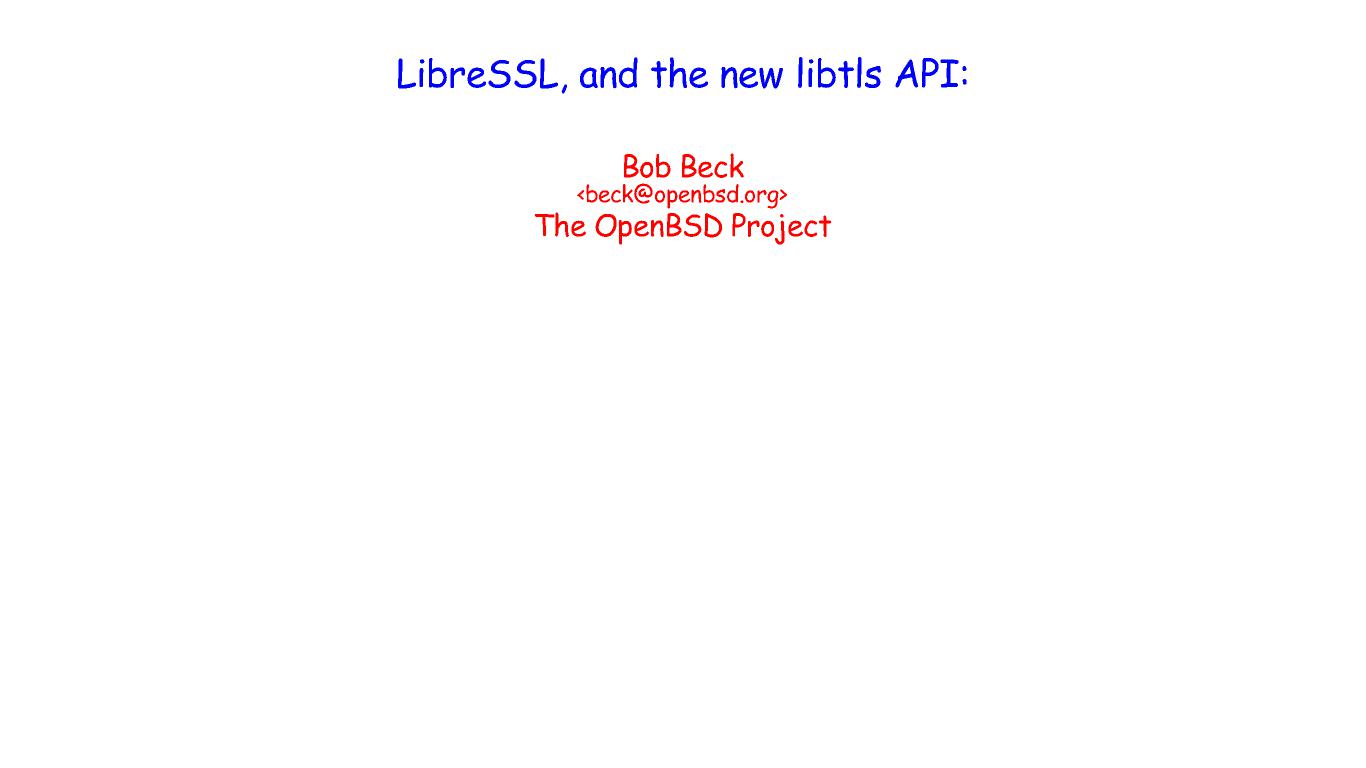 LibreSSL, and the new libtls API:
Bob Beck
<beck@openbsd.org>
The OpenBSD Project